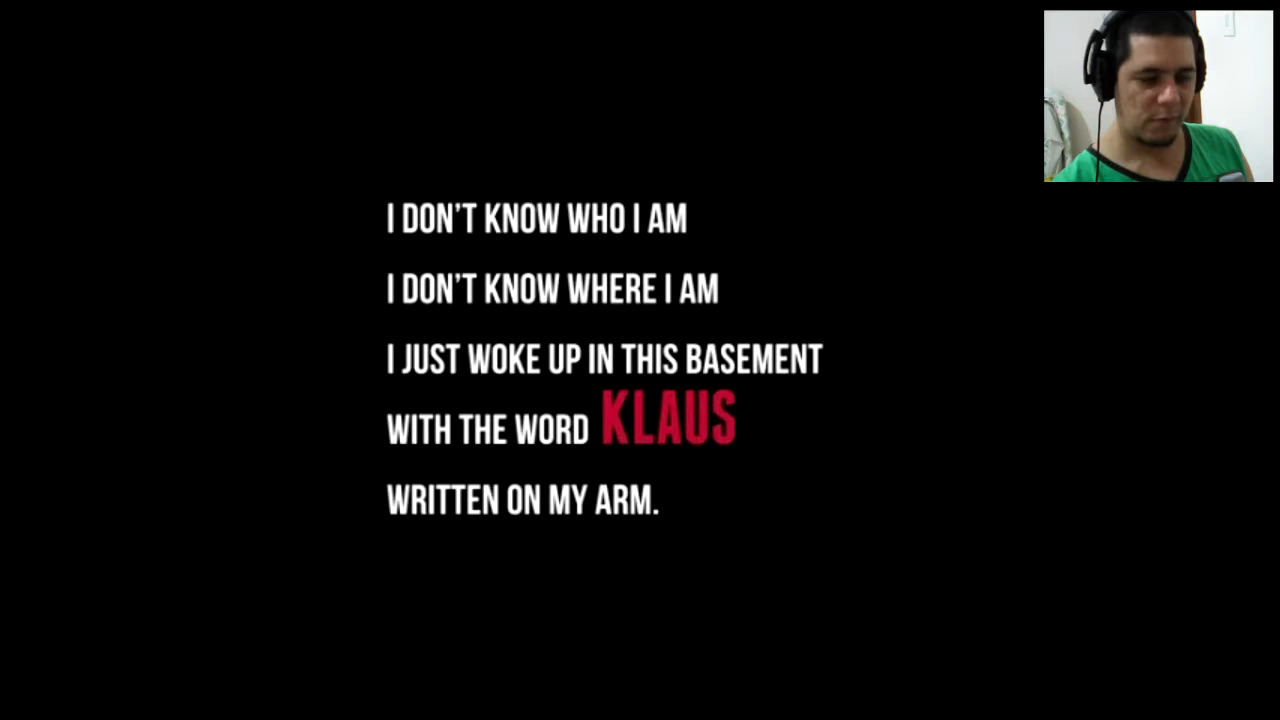 I DON'T KNOW WHO I AM
I DON'T KNOW WHERE I AM
I JUST WOKE UP IN THIS BASEMENT
WITH THE WORD KLAUS
WRITTEN ON MY ARM.